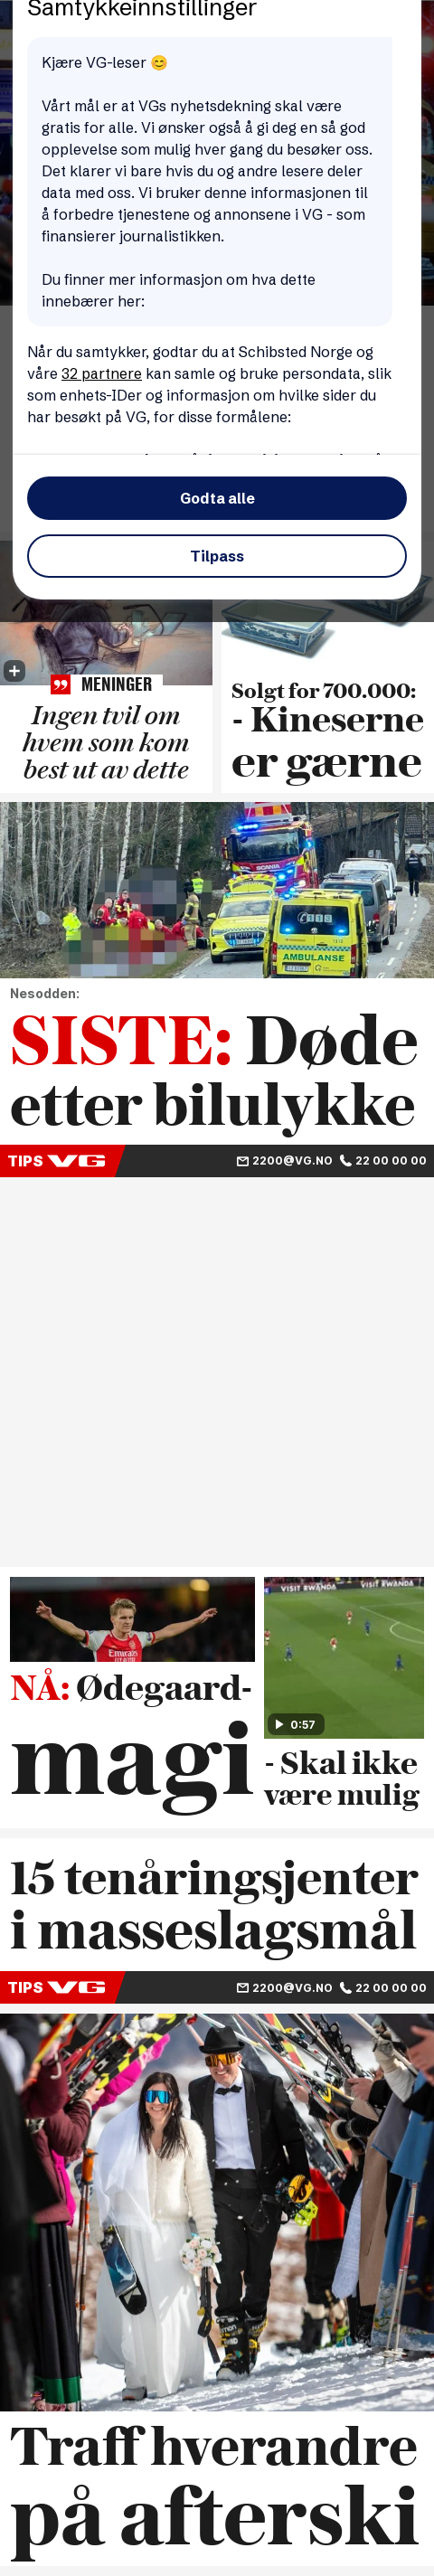 Samtykkeinnstillinger
Kjære VG-leser 😊
Vårt mål er at VGs nyhetsdekning skal være
gratis for alle. Vi ønsker også å gi deg en så god
opplevelse som mulig hver gang du besøker oss.
Det klarer vi bare hvis du og andre lesere deler
data med oss. Vi bruker denne informasjonen til
å forbedre tjenestene og annonsene i VG - som
finansierer journalistikken.
Du finner mer informasjon om hva dette
innebærer her:
Når du samtykker, godtar du at Schibsted Norge og
våre 32 partnere kan samle og bruke persondata, slik
som enhets-IDer og informasjon om hvilke sider du
har besøkt på VG, for disse formålene:
Godta alle
Tilpass
MENINGER
Ingen tvil om
hvem som kom
best ut av dette
Solgt for 700.000:
- Kineserne
er gærne
SCANIA
113
AMBULANSE
Nesodden:
SISTE: Døde
etter bilulykke
TIPS VG 2200@VG.NO 22 00 00 00
Emirates
NÅ: Ødegaard-
magi
VISIT RWANDA VISIT RWANDA
0:57
- Skal ikke
være mulig
15 tenåringsjenter
i masseslagsmål
TIPS VG 2200@VG.NO 22 00 00 00
Traff hverandre
på afterski